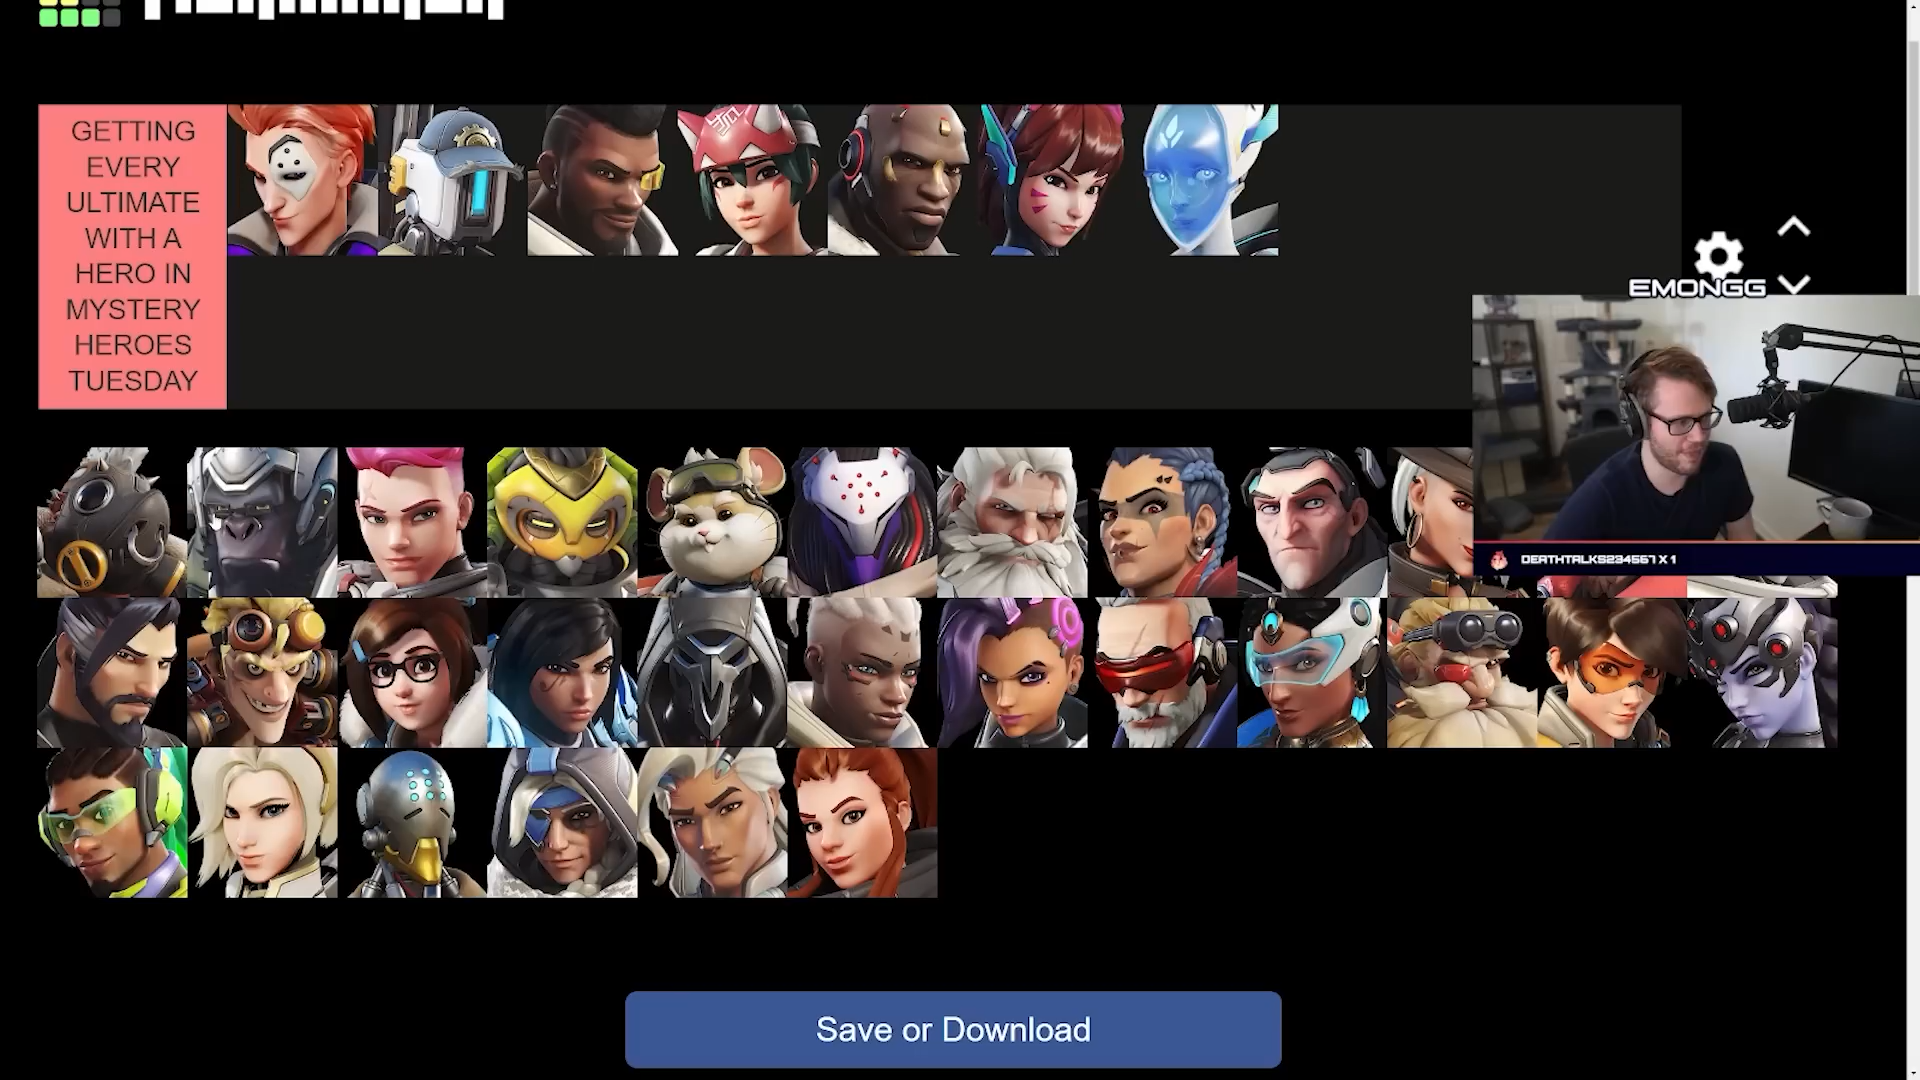 GETTING
EVERY
ULTIMATE
WITH A
HERO IN
MYSTERY
HEROES
TUESDAY
EMONGG
DEATHTALKS234567 X 1
Save or Download